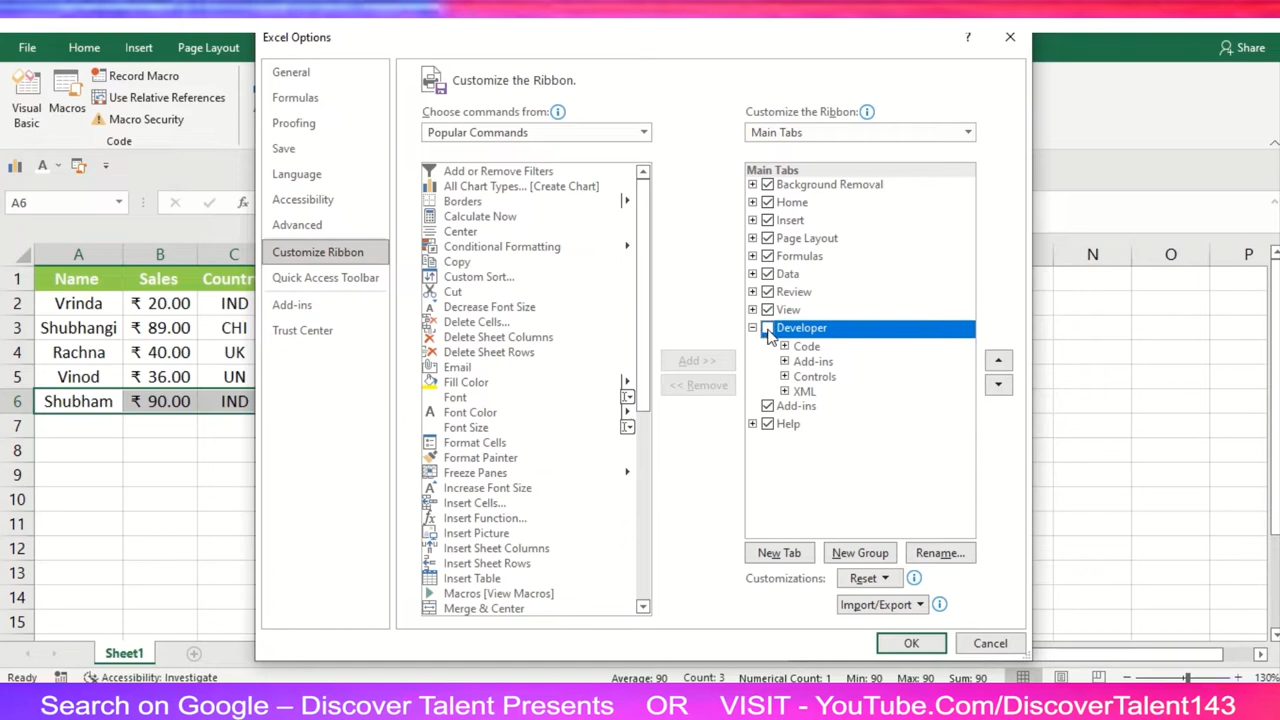 Excel Options
?
File Home Insert Page Layout
Share
Visual Basic
Macros
Record Macro
Use Relative References
Macro Security
Code
A
A6
fx
A B C N O P
1 Name Sales Countr
2 Vrinda ₹ 20.00 IND
3 Shubhangi ₹ 89.00 CHI
4 Rachna ₹ 40.00 UK
5 Vinod ₹ 36.00 UN
6 Shubham ₹ 90.00 IND
7
8
9
10
11
12
13
14
15
General
Formulas
Proofing
Save
Language
Accessibility
Advanced
Customize Ribbon
Quick Access Toolbar
Add-ins
Trust Center
Customize the Ribbon.
Choose commands from:
Popular Commands
Add or Remove Filters
All Chart Types... [Create Chart]
Borders
Calculate Now
Center
Conditional Formatting
Copy
Custom Sort...
Cut
Decrease Font Size
Delete Cells...
Delete Sheet Columns
Delete Sheet Rows
Email
Fill Color
Font
Font Color
Font Size
Format Cells
Format Painter
Freeze Panes
Increase Font Size
Insert Cells...
Insert Function...
Insert Picture
Insert Sheet Columns
Insert Sheet Rows
Insert Table
Macros [View Macros]
Merge & Center
Add >>
<< Remove
Customize the Ribbon:
Main Tabs
Main Tabs
Background Removal
Home
Insert
Page Layout
Formulas
Data
Review
View
Developer
Code
Add-ins
Controls
XML
Add-ins
Help
New Tab New Group Rename...
Customizations: Reset
Import/Export
OK Cancel
Sheet1
Ready Accessibility: Investigate Average: 90 Count: 3 Numerical Count: 1 Min: 90 Max: 90 Sum: 90 130%
Search on Google – Discover Talent Presents OR VISIT - YouTube.Com/DiscoverTalent143